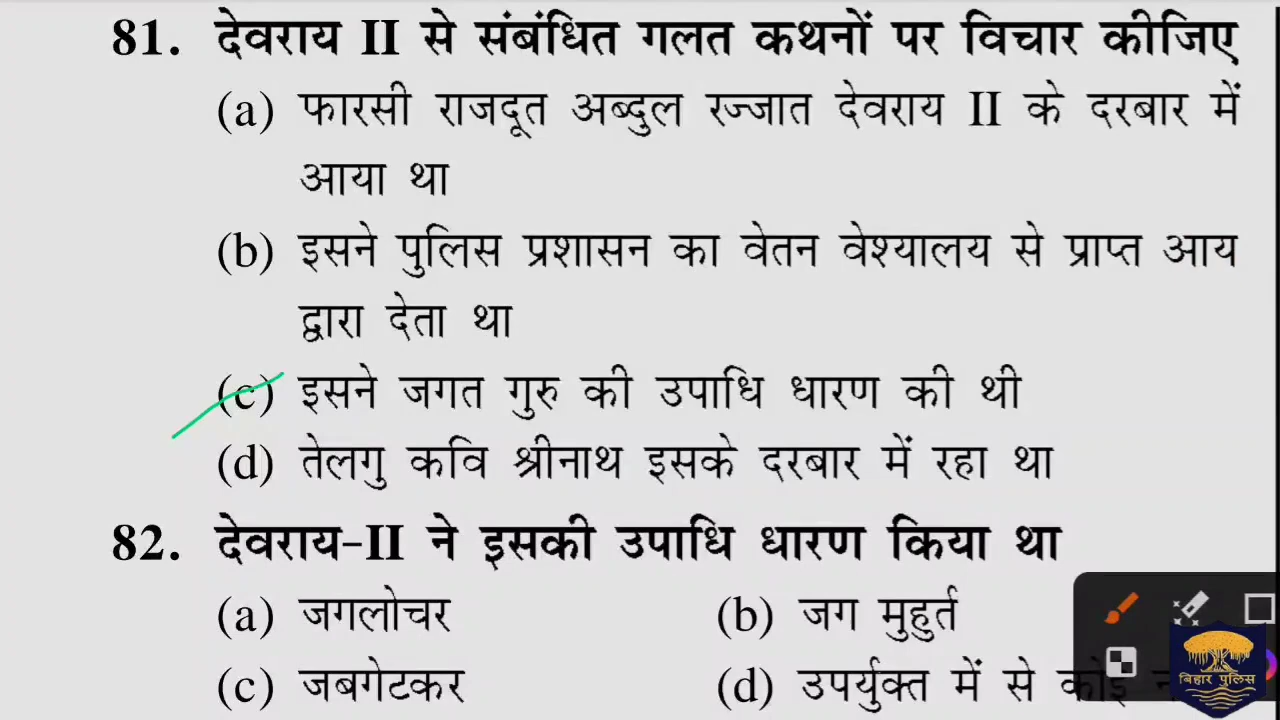 81. देवराय II से संबंधित गलत कथनों पर विचार कीजिए
(a) फारसी राजदूत अब्दुल रज्जात देवराय II के दरबार में
आया था
(b) इसने पुलिस प्रशासन का वेतन वेश्यालय से प्राप्त आय
द्वारा देता था
(c) इसने जगत गुरु की उपाधि धारण की थी
(d) तेलगु कवि श्रीनाथ इसके दरबार में रहा था
82. देवराय-II ने इसकी उपाधि धारण किया था
(a) जगलोचर (b) जग मुहुर्त
(c) जबगेटकर (d) उपर्युक्त में से कोई
बिहार पुलिस